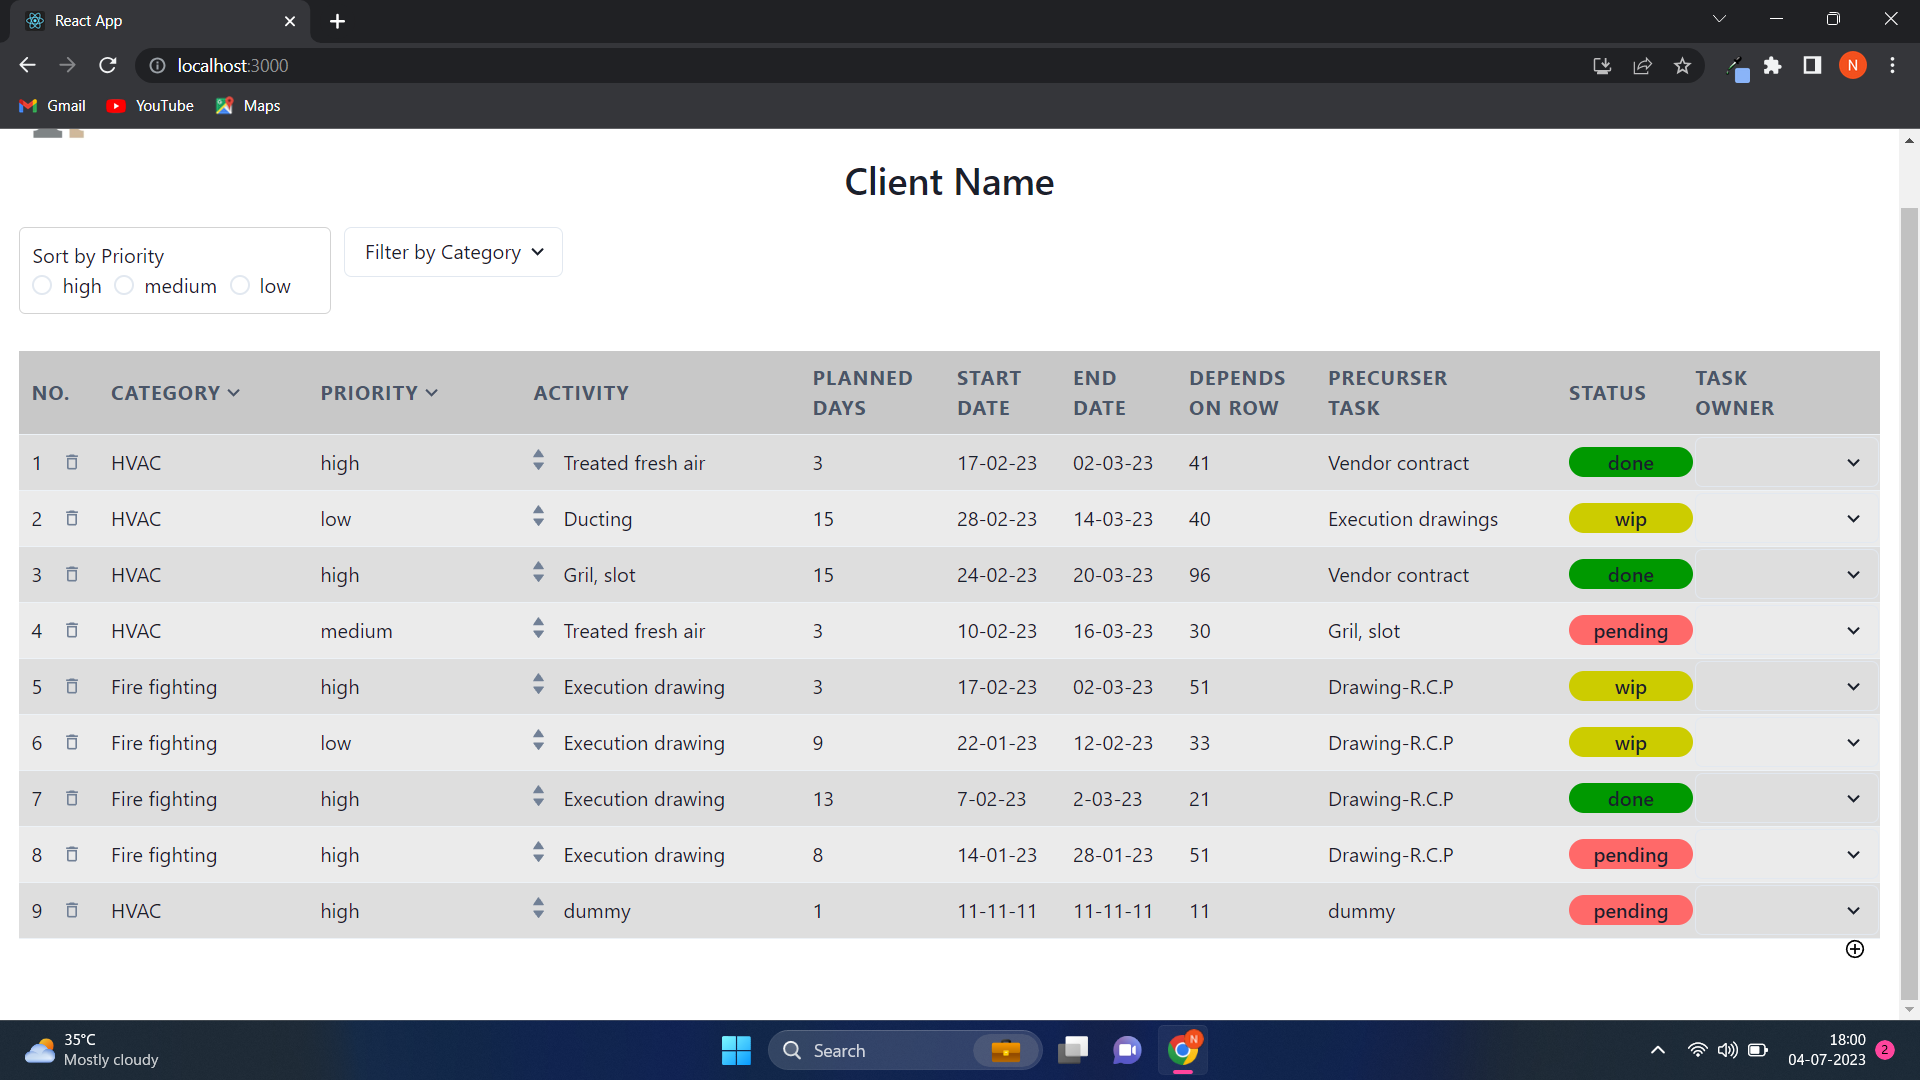 React App
localhost:3000
N
Gmail YouTube Maps
Client Name
Sort by Priority
high medium low
Filter by Category
NO. CATEGORY PRIORITY ACTIVITY PLANNED DAYS START DATE END DATE DEPENDS ON ROW PRECURSER TASK STATUS TASK OWNER
1 HVAC high Treated fresh air 3 17-02-23 02-03-23 41 Vendor contract done
2 HVAC low Ducting 15 28-02-23 14-03-23 40 Execution drawings wip
3 HVAC high Gril, slot 15 24-02-23 20-03-23 96 Vendor contract done
4 HVAC medium Treated fresh air 3 10-02-23 16-03-23 30 Gril, slot pending
5 Fire fighting high Execution drawing 3 17-02-23 02-03-23 51 Drawing-R.C.P wip
6 Fire fighting low Execution drawing 9 22-01-23 12-02-23 33 Drawing-R.C.P wip
7 Fire fighting high Execution drawing 13 7-02-23 2-03-23 21 Drawing-R.C.P done
8 Fire fighting high Execution drawing 8 14-01-23 28-01-23 51 Drawing-R.C.P pending
9 HVAC high dummy 1 11-11-11 11-11-11 11 dummy pending
35°C
Mostly cloudy
Search
N
18:00
04-07-2023
2